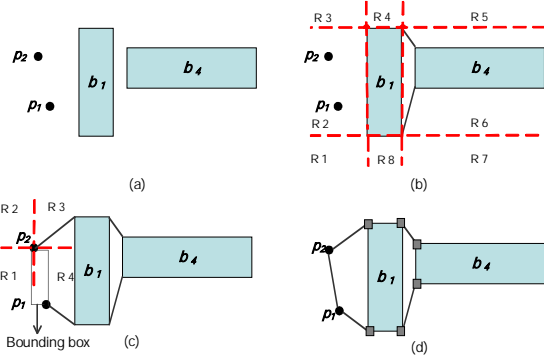 p2
p1
b1
b4
(a)
R 3
R 4
R 5
p2
p1
b1
b4
R 2
R 6
R 1
R 8
R 7
(b)
R 2
R 3
p2
R 1
R 4
b1
b4
p1
Bounding box
(c)
p2
b1
b4
p1
(d)